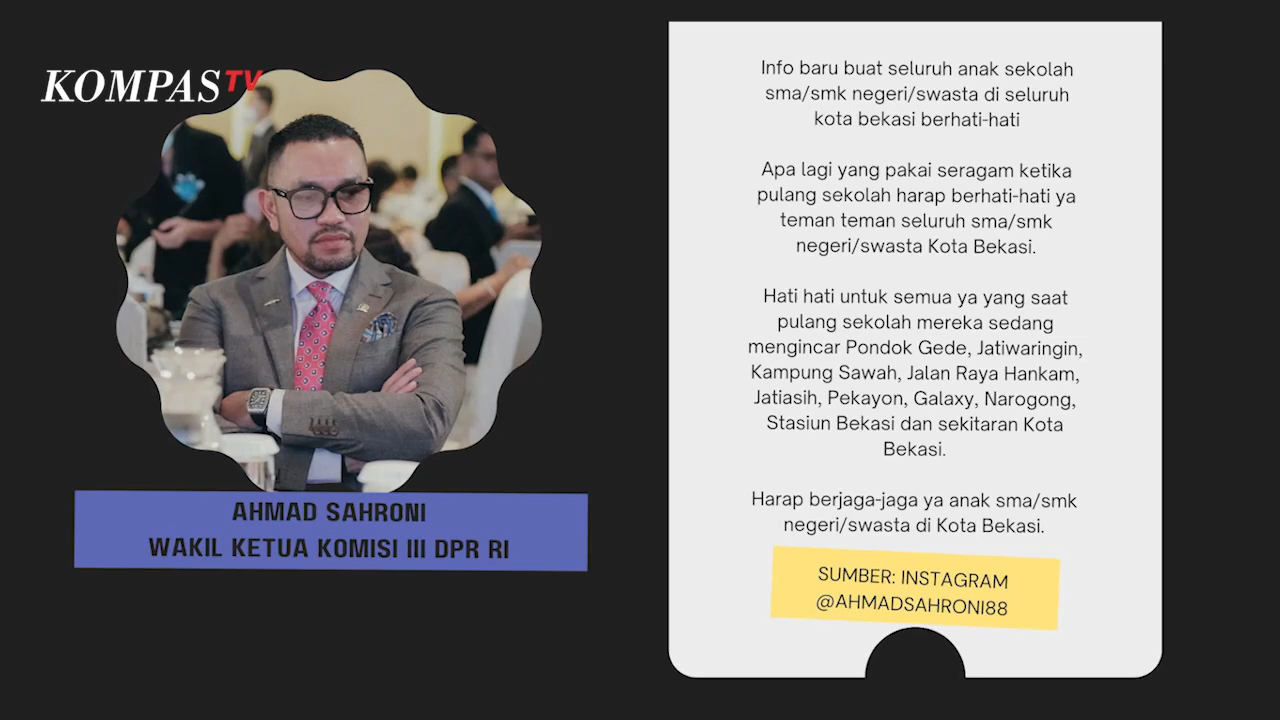 KOMPASTV
AHMAD SAHRONI
WAKIL KETUA KOMISI III DPR RI
Info baru buat seluruh anak sekolah
sma/smk negeri/swasta di seluruh
kota bekasi berhati-hati
Apa lagi yang pakai seragam ketika
pulang sekolah harap berhati-hati ya
teman teman seluruh sma/smk
negeri/swasta Kota Bekasi.
Hati hati untuk semua ya yang saat
pulang sekolah mereka sedang
mengincar Pondok Gede, Jatiwaringin,
Kampung Sawah, Jalan Raya Hankam,
Jatiasih, Pekayon, Galaxy, Narogong,
Stasiun Bekasi dan sekitaran Kota
Bekasi.
Harap berjaga-jaga ya anak sma/smk
negeri/swasta di Kota Bekasi.
SUMBER: INSTAGRAM
@AHMADSAHRONI88